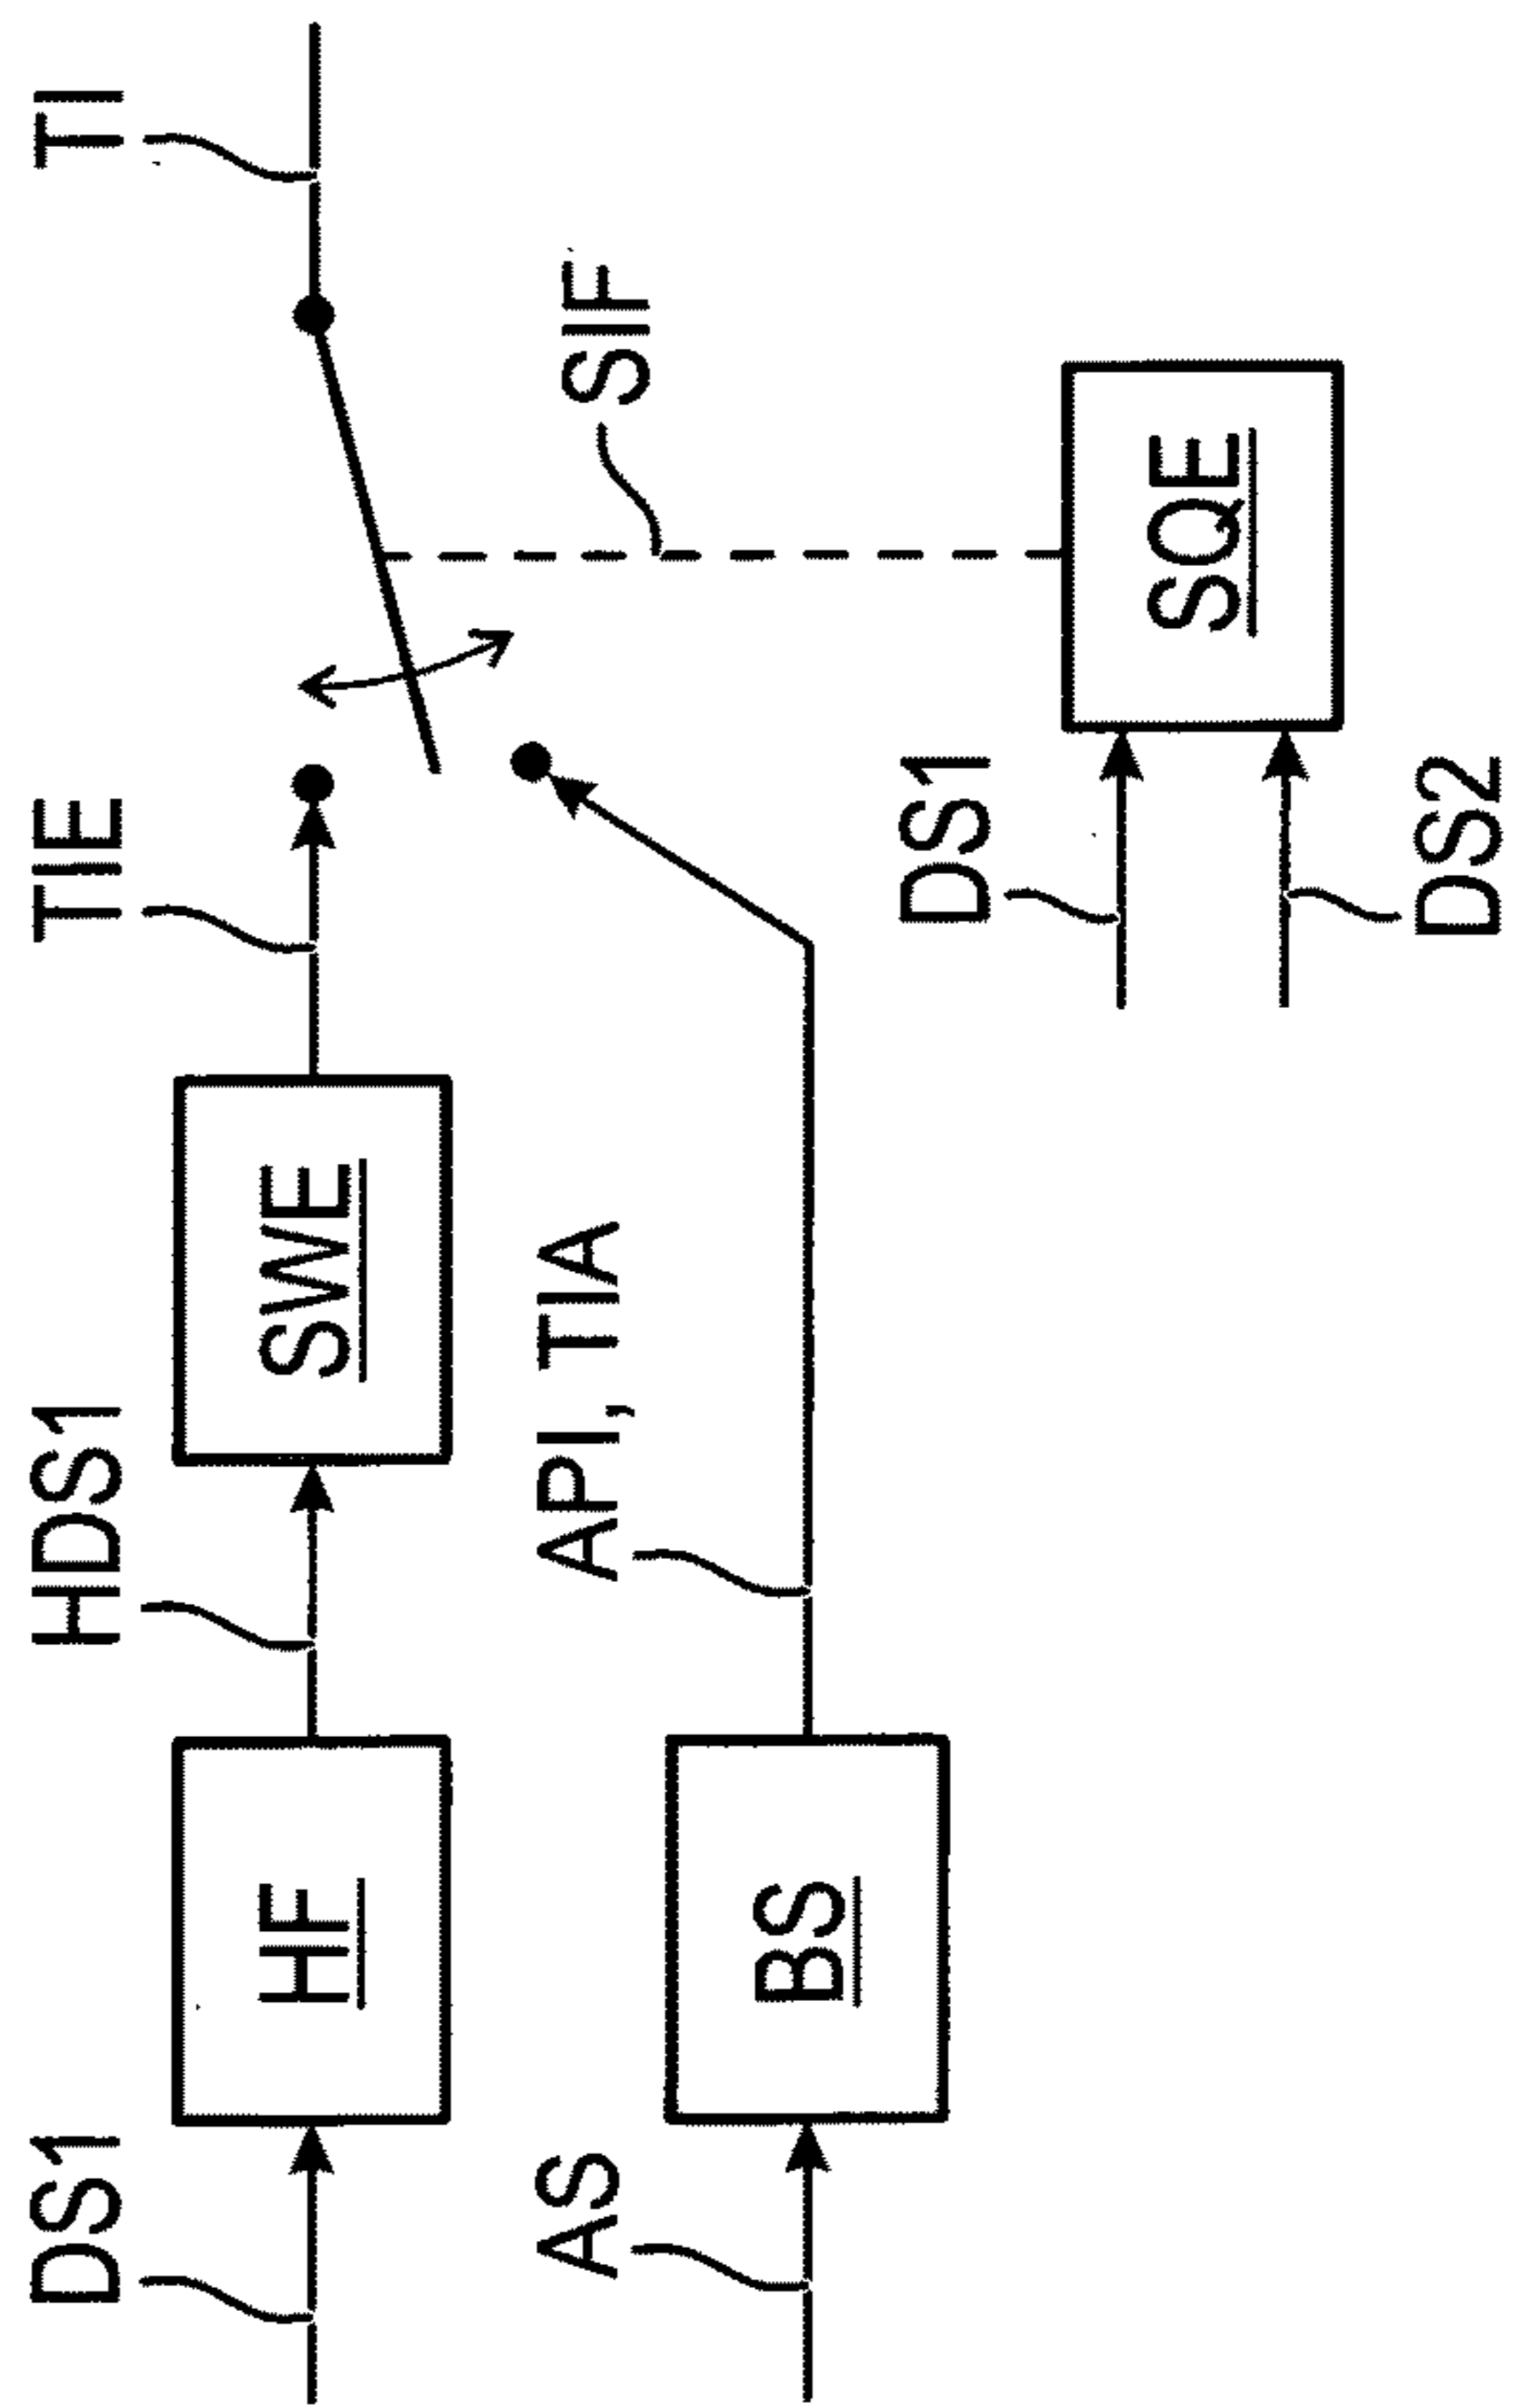 DS1
HF
HDS1
SWE
TIE
TI
AS
BS
API, TIA
SIF
DS1
SQE
DS2